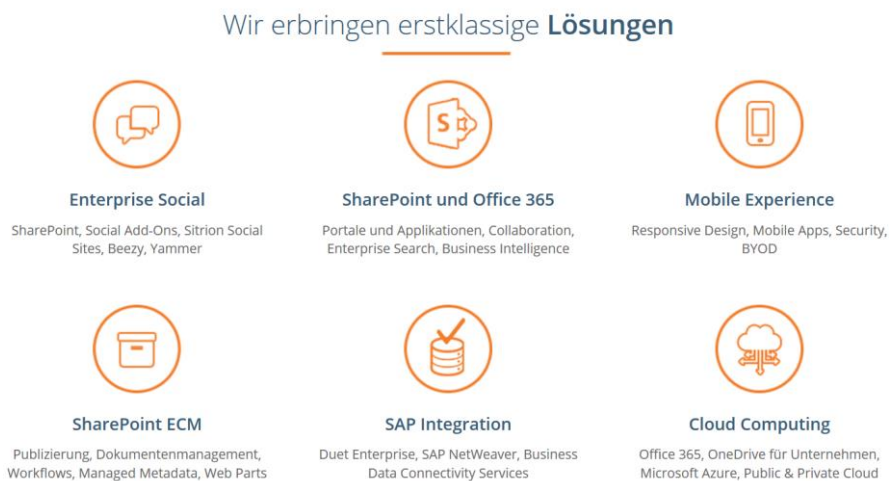 Wir erbringen erstklassige Lösungen
S
Enterprise Social
SharePoint, Social Add-Ons, Sitrion Social
Sites, Beezy, Yammer
SharePoint und Office 365
Portale und Applikationen, Collaboration,
Enterprise Search, Business Intelligence
Mobile Experience
Responsive Design, Mobile Apps, Security,
BYOD
SharePoint ECM
Publizierung, Dokumentenmanagement,
Workflows, Managed Metadata, Web Parts
SAP Integration
Duet Enterprise, SAP NetWeaver, Business
Data Connectivity Services
Cloud Computing
Office 365, OneDrive für Unternehmen,
Microsoft Azure, Public & Private Cloud